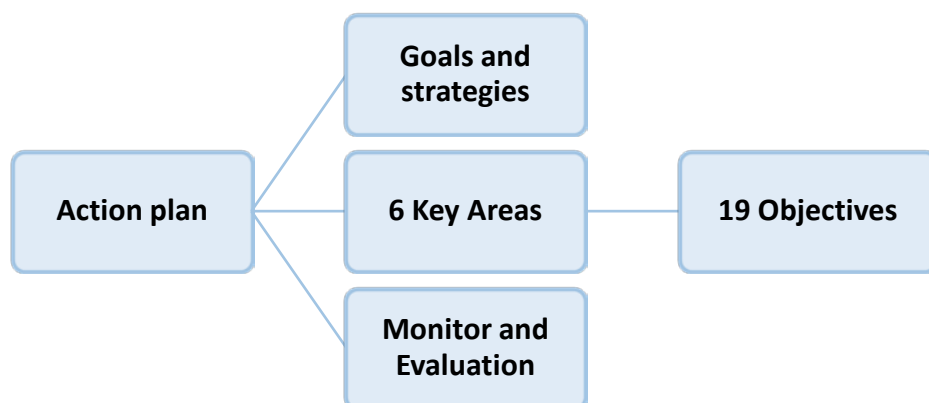 Goals and
strategies
Action plan
6 Key Areas
19 Objectives
Monitor and
Evaluation